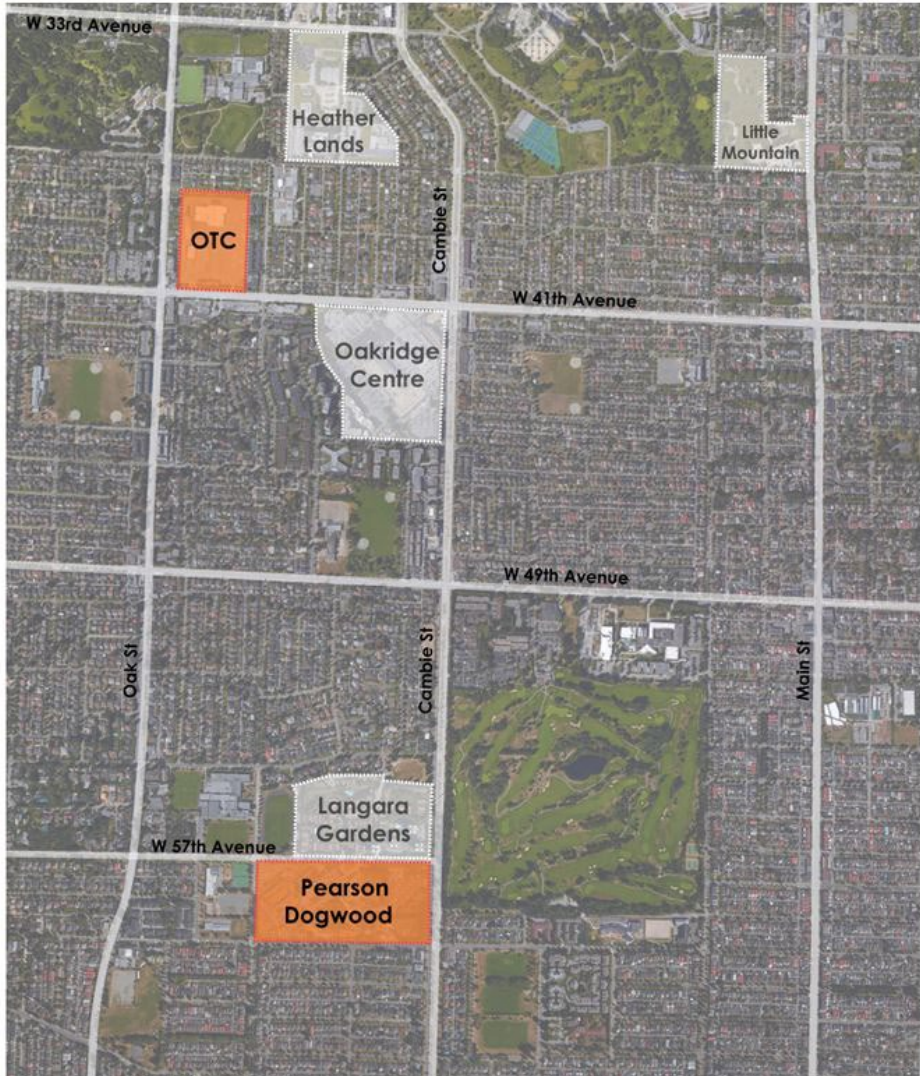 W 33rd Avenue
Heather
Lands
Little
Mountain
OTC
Cambie St
W 41th Avenue
Oakridge
Centre
W 49th Avenue
Oak St
Cambie St
Main St
Langara
Gardens
W 57th Avenue
Pearson
Dogwood